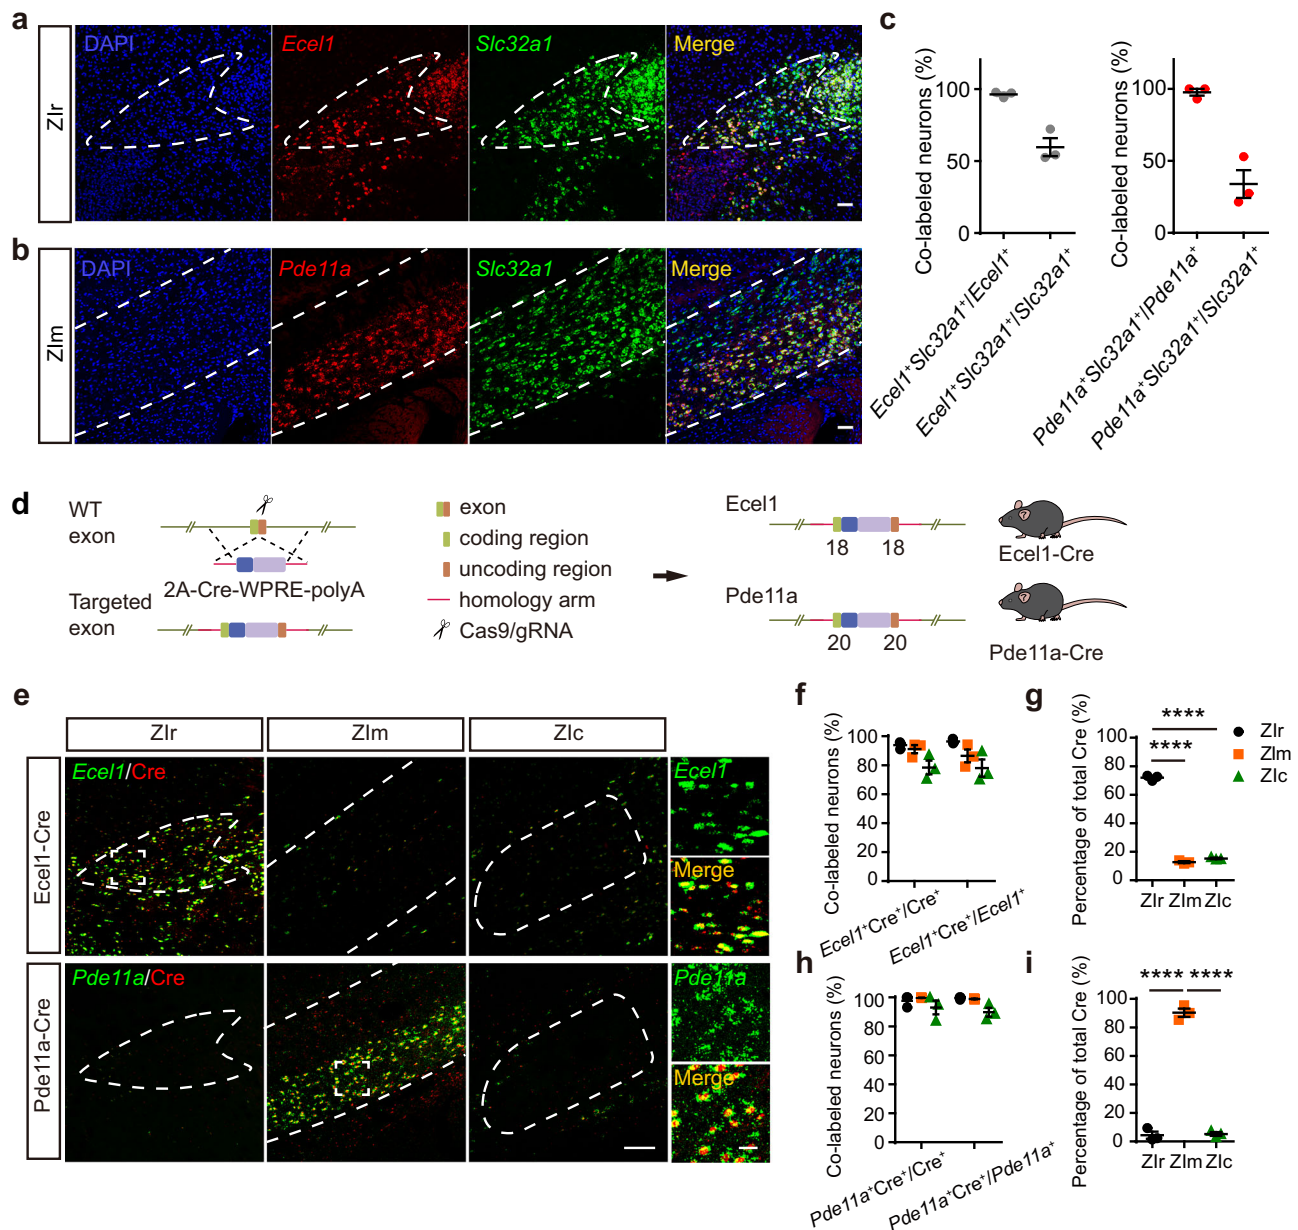 a
ZIr
DAPI
Ecel1
Slc32a1
Merge
b
ZIm
DAPI
Pde11a
Slc32a1
Merge
c
Co-labeled neurons (%)
100
50
0
Ecel1+Slc32a1+/Ecel1+
Ecel1+Slc32a1+/Slc32a1+
Co-labeled neurons (%)
100
50
0
Pde11a+Slc32a1+/Pde11a+
Pde11a+Slc32a1+/Slc32a1+
d
WT
exon
2A-Cre-WPRE-polyA
Targeted
exon
exon
coding region
uncoding region
homology arm
Cas9/gRNA
Ecel1
18 18
Ecel1-Cre
Pde11a
20 20
Pde11a-Cre
e
ZIr
ZIm
ZIc
Ecel1-Cre
Ecel1/Cre
Ecel1
Merge
Pde11a-Cre
Pde11a/Cre
Pde11a
Merge
f
Co-labeled neurons (%)
100
80
60
40
20
0
Ecel1+Cre+/Cre+
Ecel1+Cre+/Ecel1+
g
Percentage of total Cre (%)
100
80
60
40
20
0
****
****
ZIr ZIm ZIc
ZIr
ZIm
ZIc
h
Co-labeled neurons (%)
100
80
60
40
20
0
Pde11a+Cre+/Cre+
Pde11a+Cre+/Pde11a+
i
Percentage of total Cre (%)
100
80
60
40
20
0
**** ****
ZIr ZIm ZIc